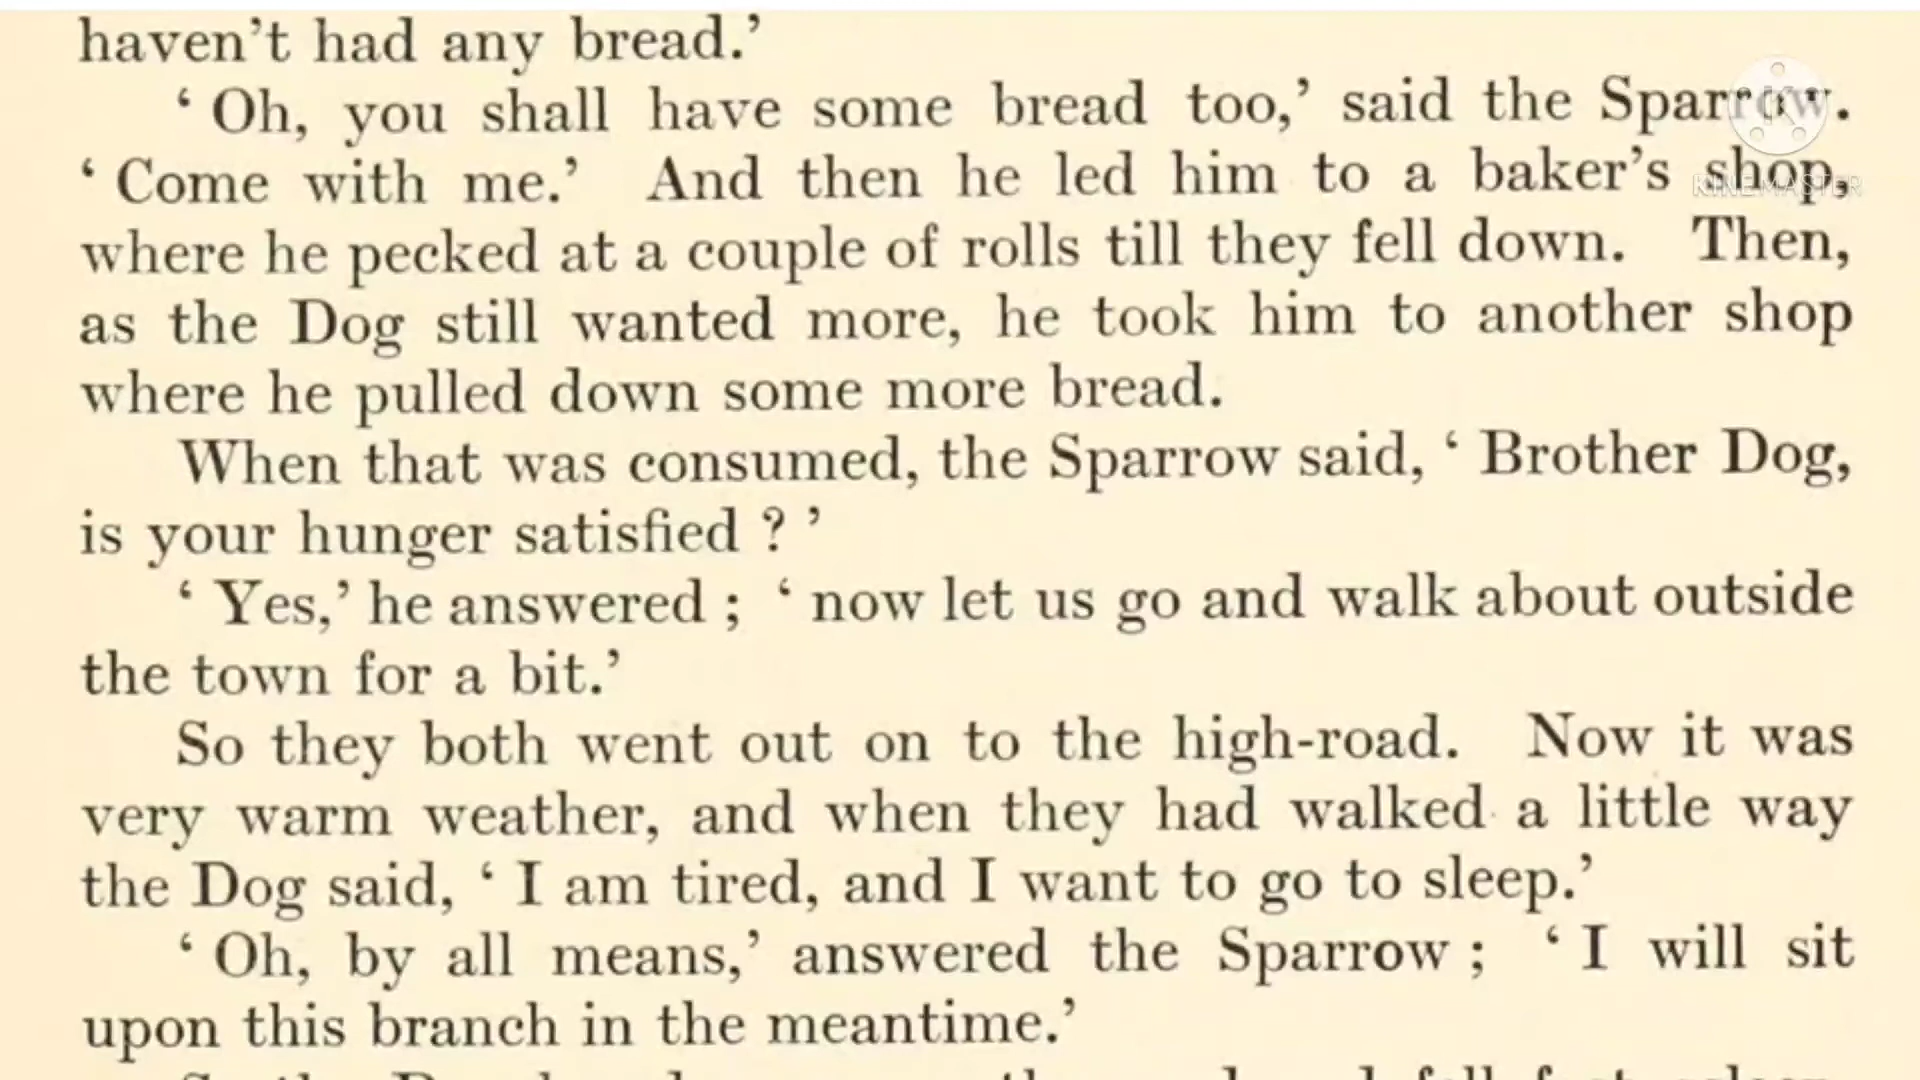 haven't had any bread.'
' Oh, you shall have some bread too,' said the Sparrow.
' Come with me.' And then he led him to a baker's shop,
where he pecked at a couple of rolls till they fell down. Then,
as the Dog still wanted more, he took him to another shop
where he pulled down some more bread.
When that was consumed, the Sparrow said, ' Brother Dog,
is your hunger satisfied ? '
' Yes,' he answered ; ' now let us go and walk about outside
the town for a bit.'
So they both went out on to the high-road. Now it was
very warm weather, and when they had walked a little way
the Dog said, ' I am tired, and I want to go to sleep.'
' Oh, by all means,' answered the Sparrow ; ' I will sit
upon this branch in the meantime.'
KINEMASTER